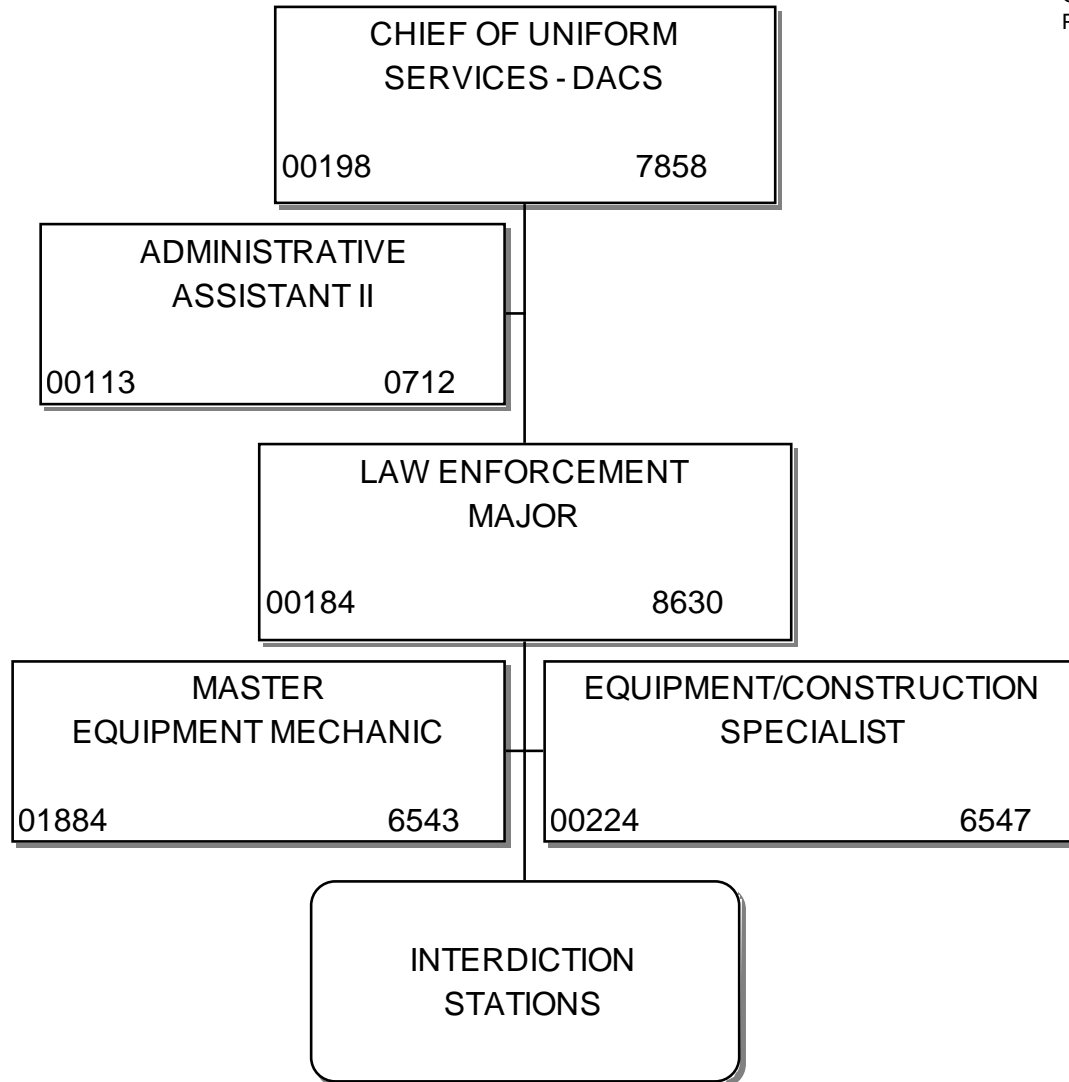 CHIEF OF UNIFORM
SERVICES - DACS
00198 7858
ADMINISTRATIVE
ASSISTANT II
00113 0712
LAW ENFORCEMENT
MAJOR
00184 8630
MASTER
EQUIPMENT MECHANIC
01884 6543
EQUIPMENT/CONSTRUCTION
SPECIALIST
00224 6547
INTERDICTION
STATIONS